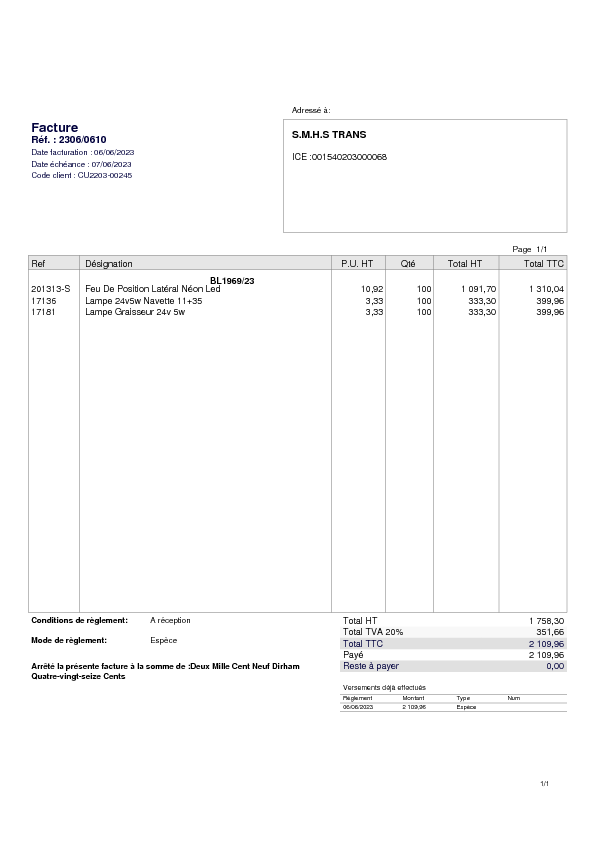 Adressé à:
Facture
Réf. : 2306/0610
Date facturation : 06/06/2023
Date échéance : 07/06/2023
Code client : CU2203-00245
S.M.H.S TRANS
ICE :001540203000068
Page 1/1
Ref Désignation P.U. HT Qté Total HT Total TTC
BL1969/23
201313-S Feu De Position Latéral Néon Led 10,92 100 1 091,70 1 310,04
17136 Lampe 24v5w Navette 11+35 3,33 100 333,30 399,96
17181 Lampe Graisseur 24v 5w 3,33 100 333,30 399,96
Conditions de règlement: A réception
Mode de règlement: Espèce
Arrêté la présente facture à la somme de :Deux Mille Cent Neuf Dirham
Quatre-vingt-seize Cents
Total HT 1 758,30
Total TVA 20% 351,66
Total TTC 2 109,96
Payé 2 109,96
Reste à payer 0,00
Versements déjà effectués
Règlement Montant Type Num
06/06/2023 2 109,96 Espèce
1/1